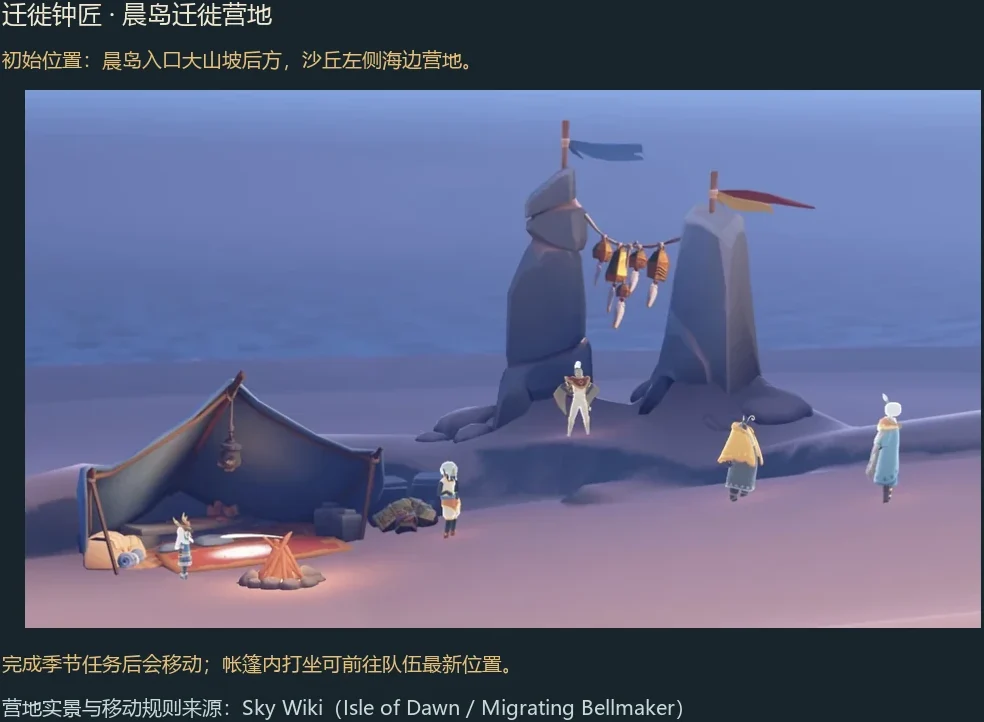 迁徙钟匠 · 晨岛迁徙营地
初始位置：晨岛入口大山坡后方，沙丘左侧海边营地。
完成季节任务后会移动；帐篷内打坐可前往队伍最新位置。
营地实景与移动规则来源：Sky Wiki（Isle of Dawn / Migrating Bellmaker）